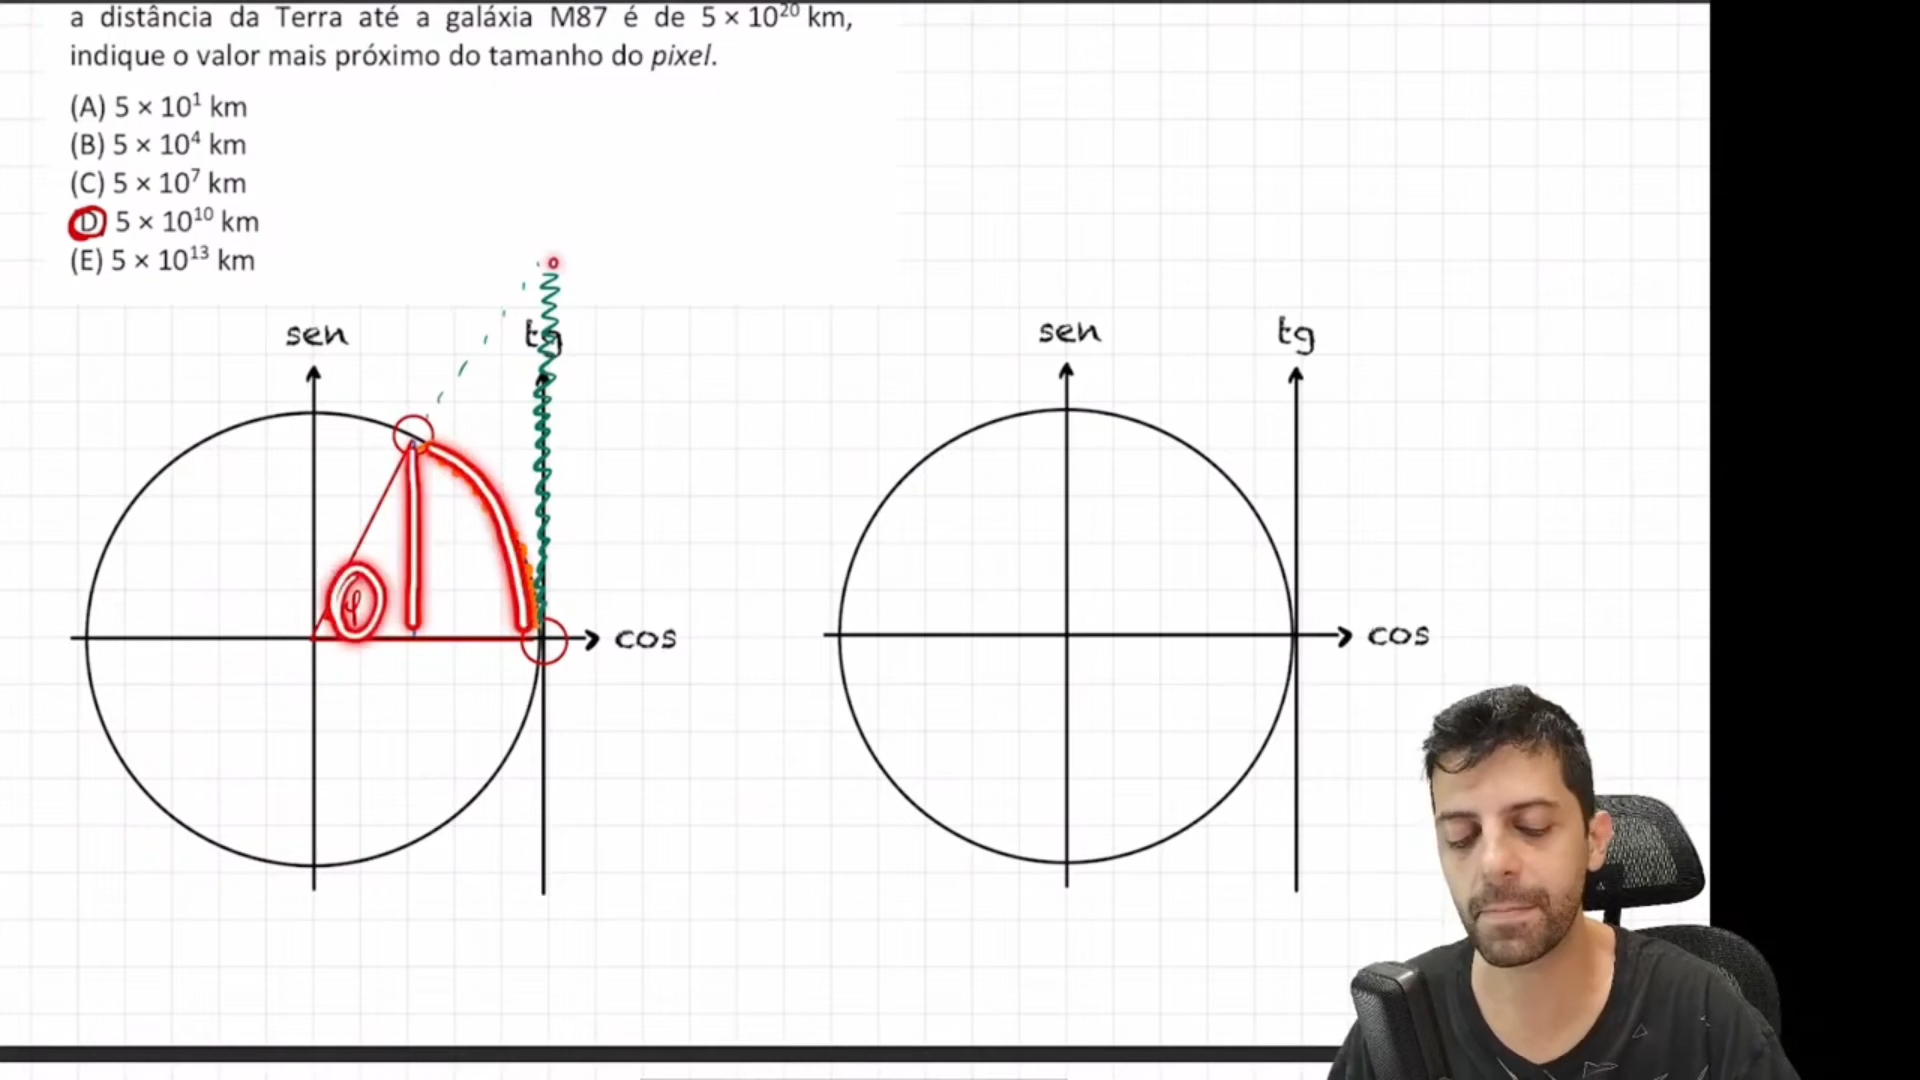 a distância da Terra até a galáxia M87 é de 5 × 10²⁰ km,
indique o valor mais próximo do tamanho do pixel.
(A) 5 × 10¹ km
(B) 5 × 10⁴ km
(C) 5 × 10⁷ km
(D) 5 × 10¹⁰ km
(E) 5 × 10¹³ km
sen
tg
φ
cos
sen
tg
cos